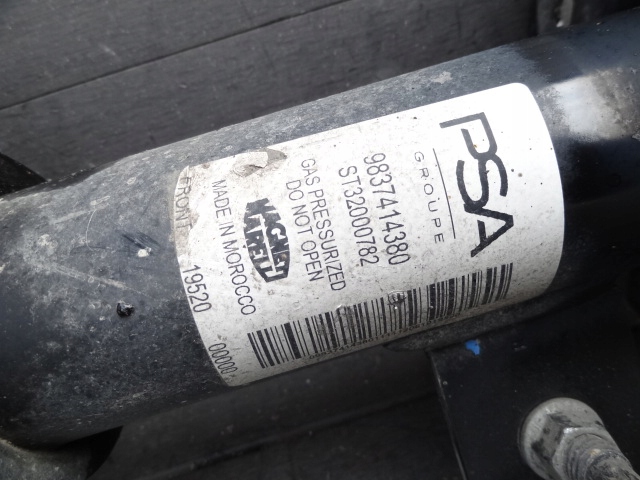 PSA
GROUPE
9837414380
ST32000782
GAS PRESSURIZED
DO NOT OPEN
MAGNETI
MARELLI
MADE IN MOROCCO
FRONT
19520
00000